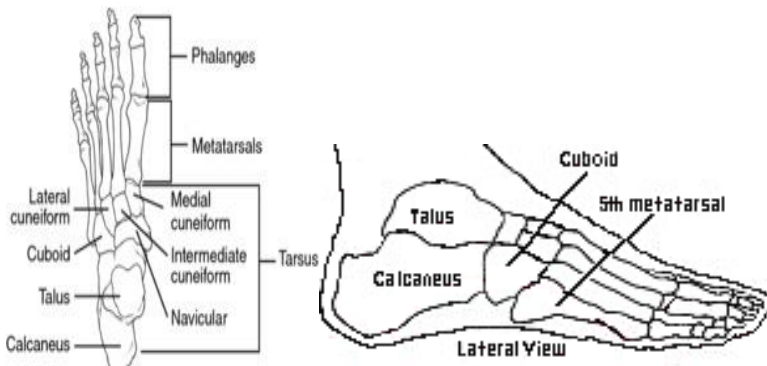 Phalanges
Metatarsals
Lateral
cuneiform
Medial
cuneiform
Cuboid
Intermediate
cuneiform
Tarsus
Talus
Navicular
Calcaneus
Cuboid
5th metatarsal
Talus
Calcaneus
Lateral View